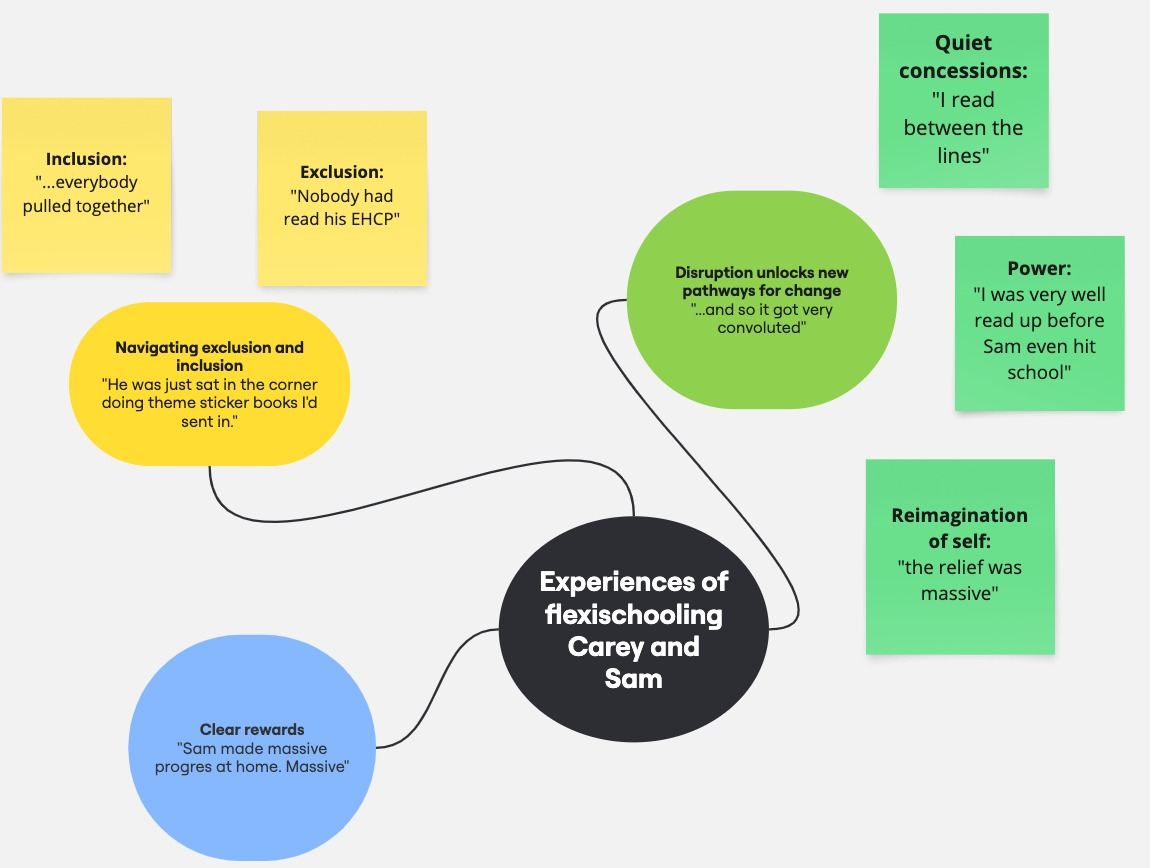 Quiet
concessions:
"I read
between the
lines"
Inclusion:
"...everybody
pulled together"
Exclusion:
"Nobody had
read his EHCP"
Disruption unlocks new
pathways for change
"...and so it got very
convoluted"
Power:
"I was very well
read up before
Sam even hit
school"
Navigating exclusion and
inclusion
"He was just sat in the corner
doing theme sticker books I'd
sent in."
Reimagination
of self:
"the relief was
massive"
Experiences of
flexischooling
Carey and
Sam
Clear rewards
"Sam made massive
progres at home. Massive"